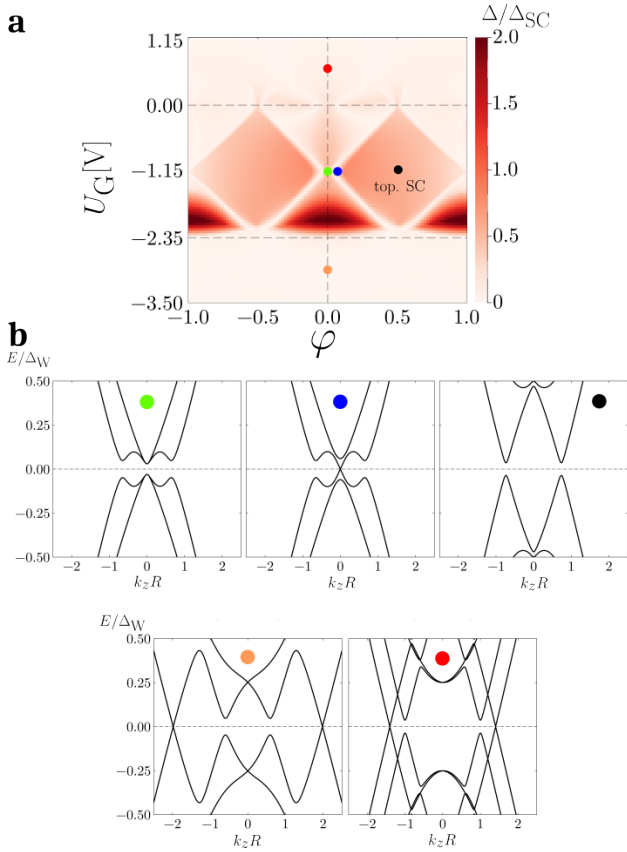 a
Δ/Δ_SC
1.15
0.00
−1.15
−2.35
−3.50
U_G[V]
top. SC
−1.0
−0.5
0.0
0.5
1.0
φ
2.0
1.5
1.0
0.5
0
b
E/Δ_W
0.50
0.25
0.00
−0.25
−0.50
−2 −1 0 1 2
k_zR
−2 −1 0 1 2
k_zR
−2 −1 0 1 2
k_zR
E/Δ_W
0.50
0.25
0.00
−0.25
−0.50
−2 −1 0 1 2
k_zR
−2 −1 0 1 2
k_zR